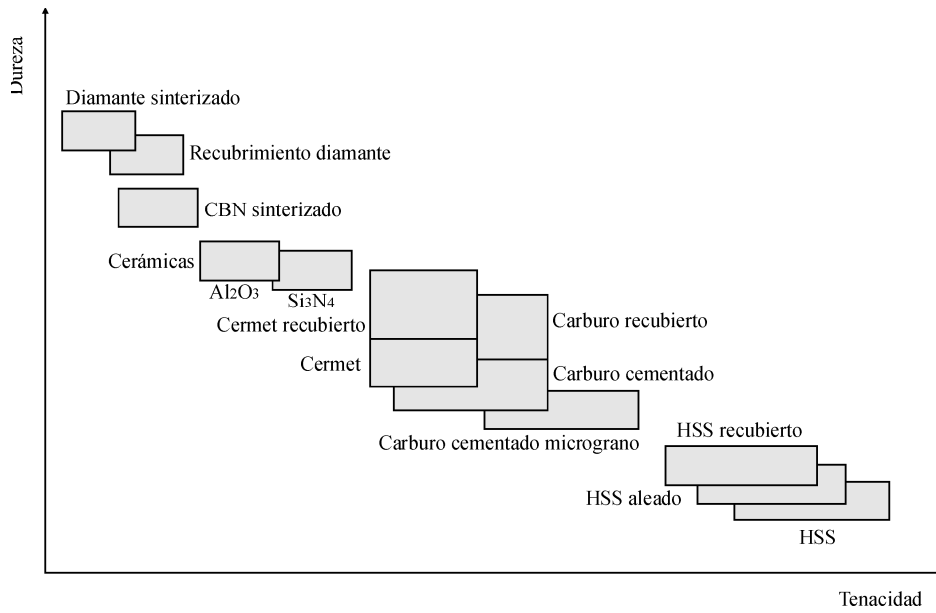 Dureza
Diamante sinterizado
Recubrimiento diamante
CBN sinterizado
Cerámicas
Al2O3
Si3N4
Cermet recubierto
Carburo recubierto
Cermet
Carburo cementado
Carburo cementado micrograno
HSS recubierto
HSS aleado
HSS
Tenacidad